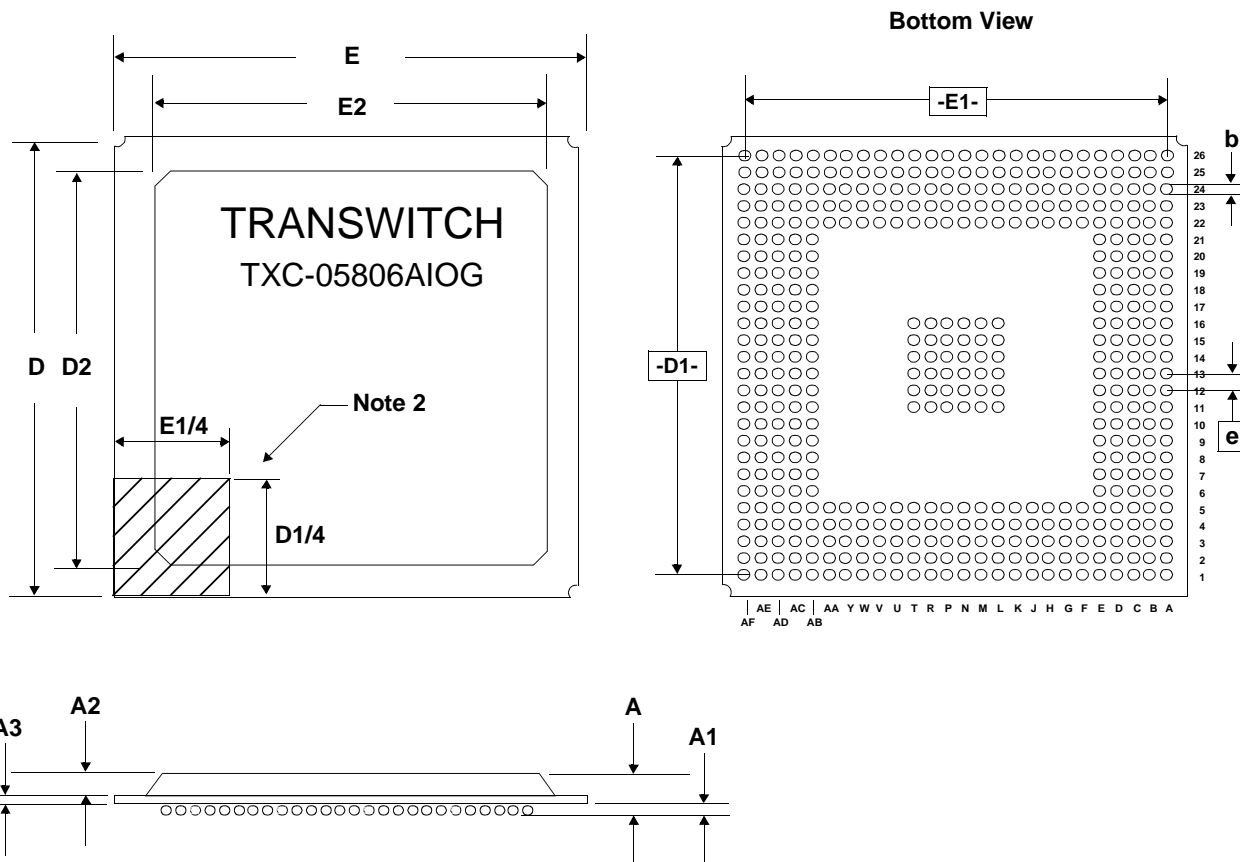 Bottom View
E
E2
-E1-
b
TRANSWITCH
TXC-05806AIOG
D
D2
-D1-
Note 2
E1/4
D1/4
e
26
25
24
23
22
21
20
19
18
17
16
15
14
13
12
11
10
9
8
7
6
5
4
3
2
1
AE AC AA Y W V U T R P N M L K J H G F E D C B A
AF AD AB
A2
A3
A
A1